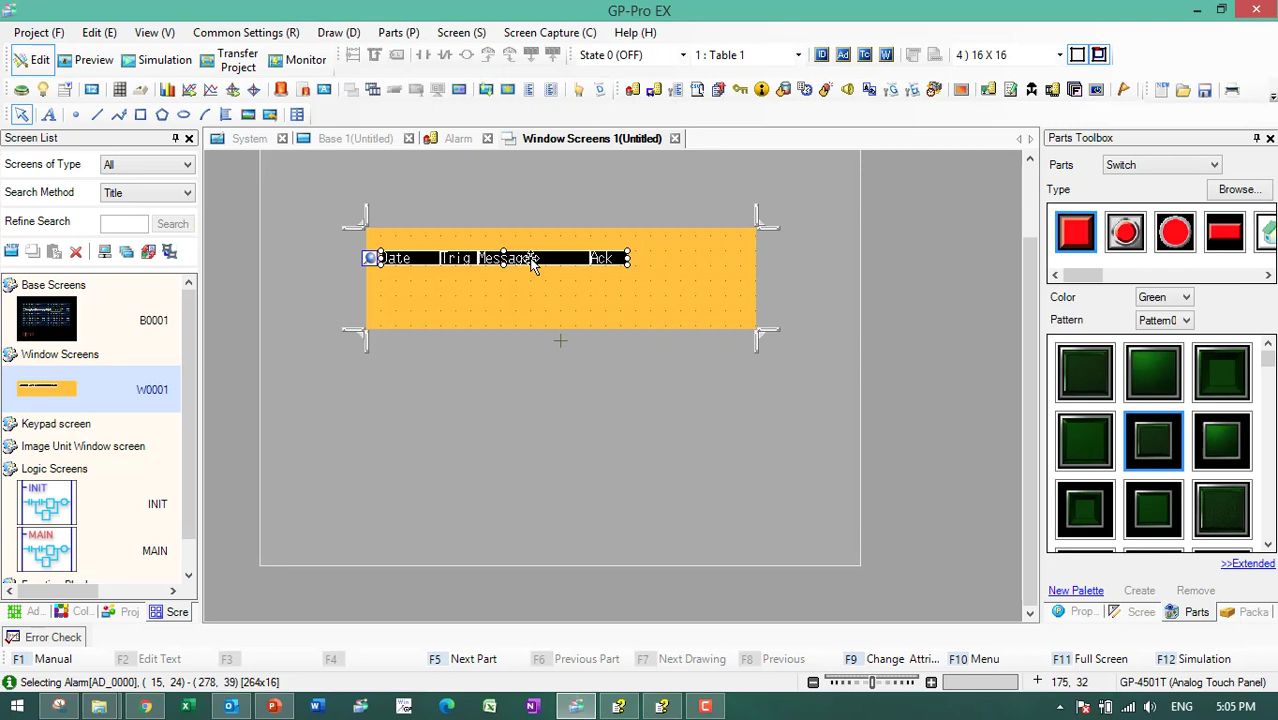 GP-Pro EX
Project (F) Edit (E) View (V) Common Settings (R) Draw (D) Parts (P) Screen (S) Screen Capture (C) Help (H)
Edit Preview Simulation Transfer Project Monitor State 0 (OFF) 1 : Table 1 4 ) 16 X 16
Screen List
System Base 1(Untitled) Alarm Window Screens 1(Untitled)
Parts Toolbox
Screens of Type All
Search Method Title
Refine Search Search
Base Screens
B0001
Window Screens
W0001
Keypad screen
Image Unit Window screen
Logic Screens
INIT INIT
MAIN MAIN
Date Trig Message Ack
Parts Switch
Type Browse...
Color Green
Pattern
>>Extended
New Palette Create Remove
Ad.. Col.. Proj Scre
Prop.. Scree Parts Packa
Error Check
F1 Manual F2 Edit Text F3 F4 F5 Next Part F6 Previous Part F7 Next Drawing F8 Previous F9 Change Attri... F10 Menu F11 Full Screen F12 Simulation
Selecting Alarm[AD_0000]. ( 15, 24) - ( 278, 39) [264x16] 175, 32 GP-4501T (Analog Touch Panel)
ENG 5:05 PM